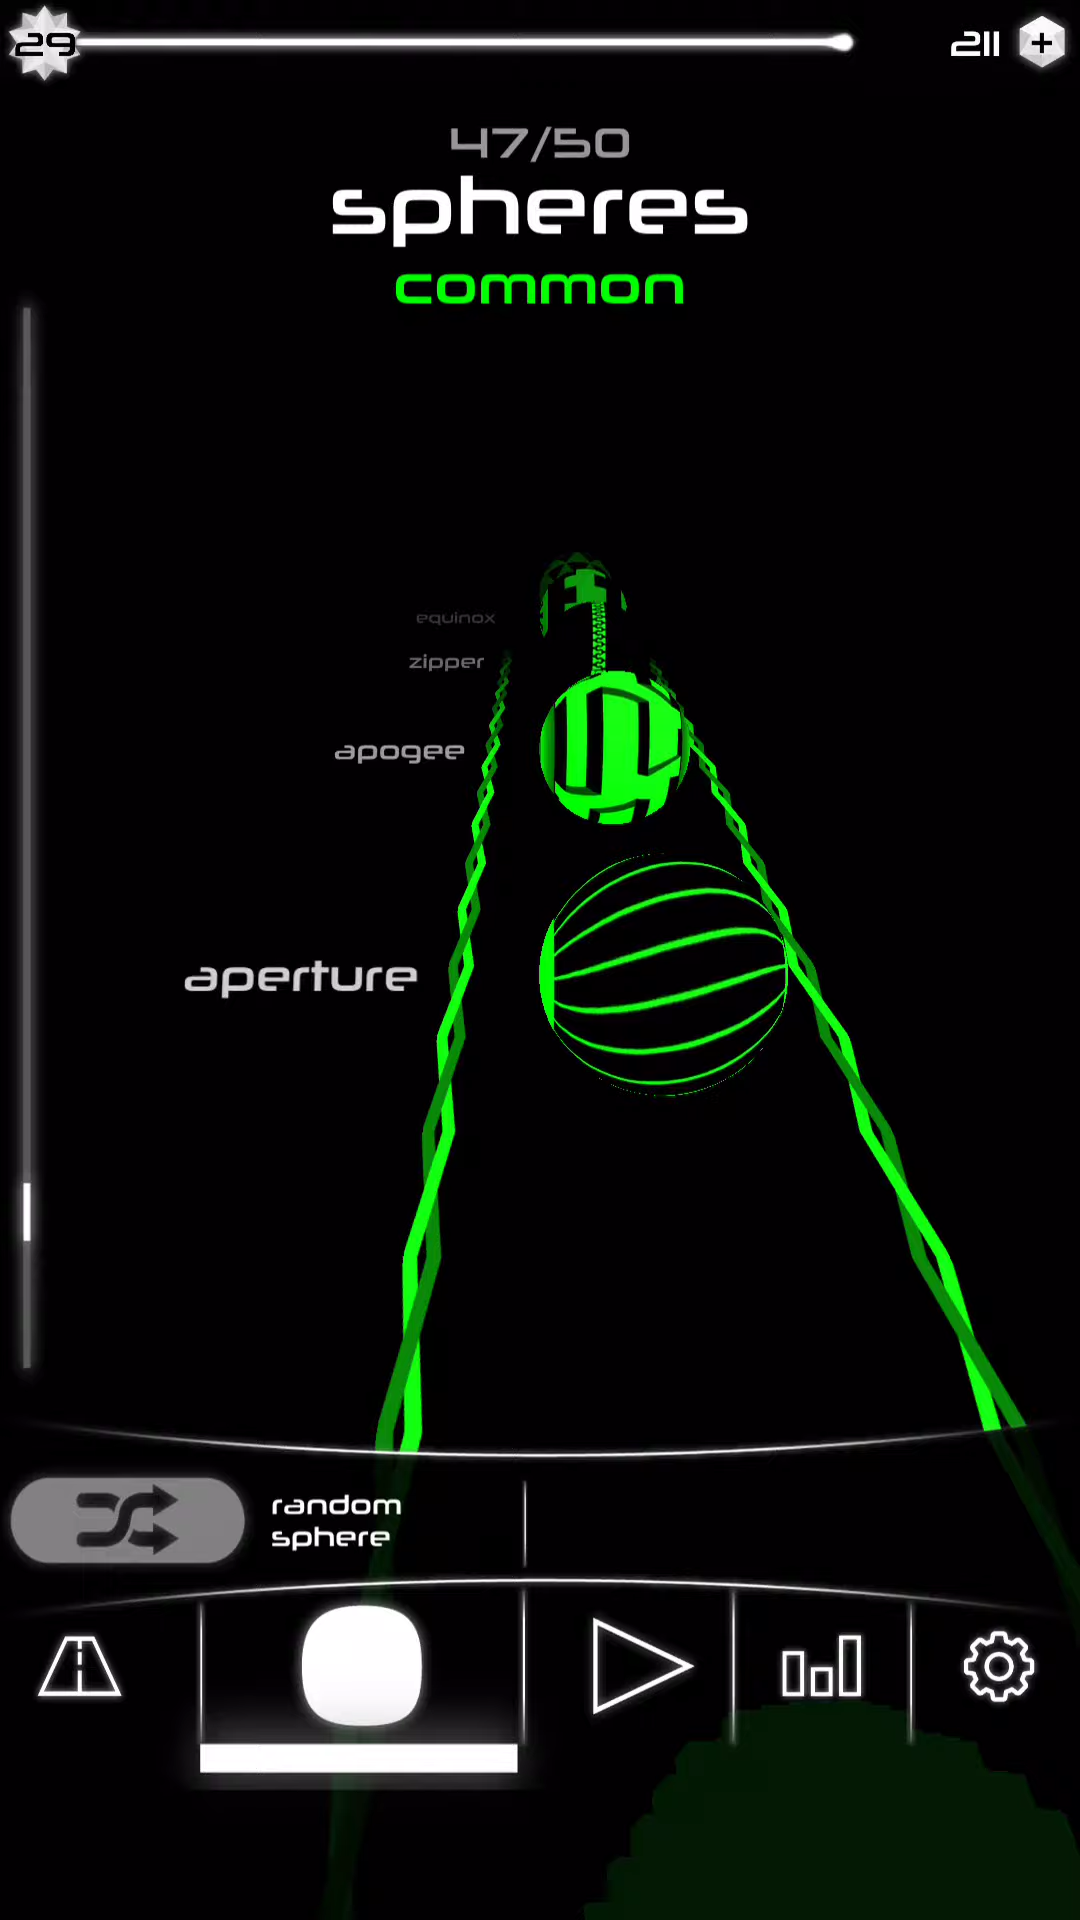 29
211
47/50
spheres
common
equinox
zipper
apogee
aperture
random
sphere